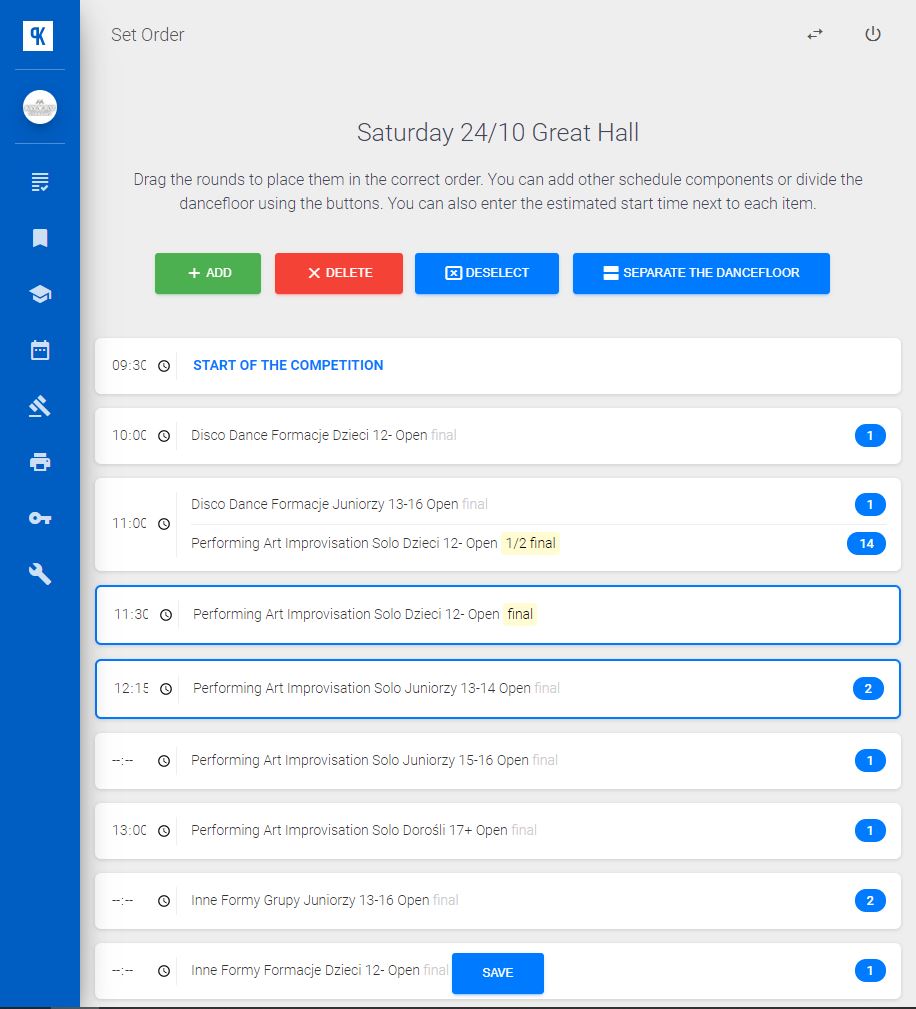 Set Order
Saturday 24/10 Great Hall
Drag the rounds to place them in the correct order. You can add other schedule components or divide the
dancefloor using the buttons. You can also enter the estimated start time next to each item.
ADD
DELETE
DESELECT
SEPARATE THE DANCEFLOOR
09:30 START OF THE COMPETITION
10:00 Disco Dance Formacje Dzieci 12- Open final 1
11:00
Disco Dance Formacje Juniorzy 13-16 Open final 1
Performing Art Improvisation Solo Dzieci 12- Open 1/2 final 14
11:30 Performing Art Improvisation Solo Dzieci 12- Open final
12:15 Performing Art Improvisation Solo Juniorzy 13-14 Open final 2
--:-- Performing Art Improvisation Solo Juniorzy 15-16 Open final 1
13:00 Performing Art Improvisation Solo Dorośli 17+ Open final 1
--:-- Inne Formy Grupy Juniorzy 13-16 Open final 2
--:-- Inne Formy Formacje Dzieci 12- Open final 1
SAVE